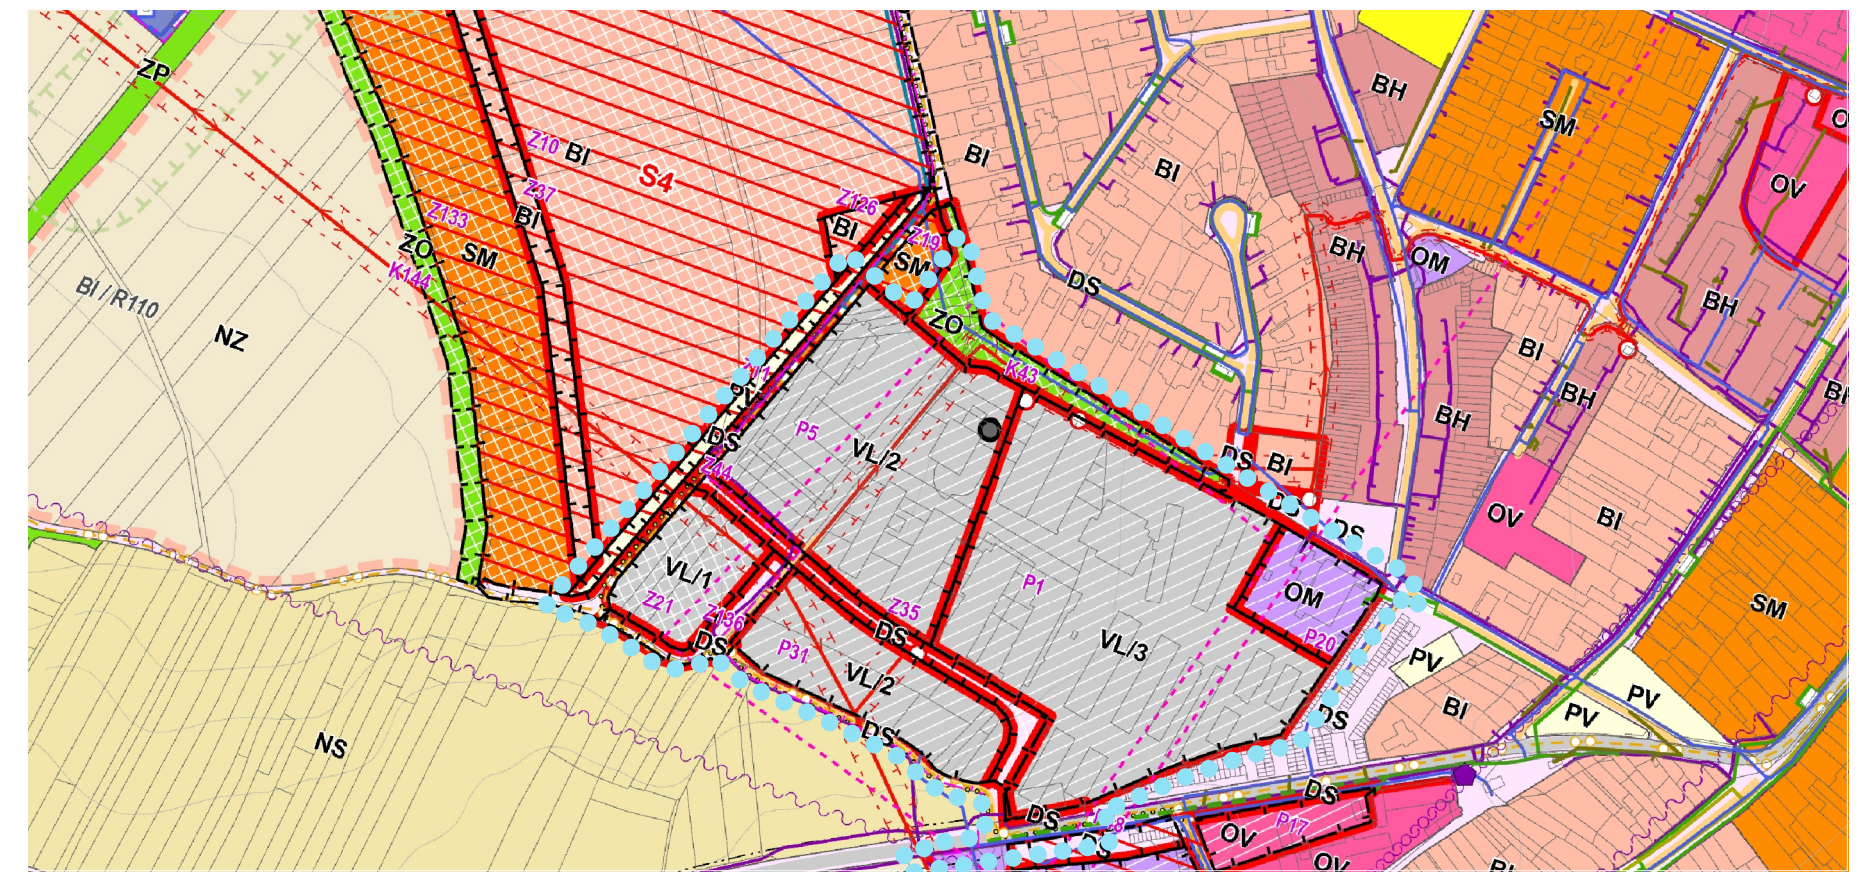 ZP
BH
SM
OV
Z10
BI
S4
BI
BI
Z37
BI
Z126
BI
Z133
ZO
SM
K144
Z19
SM
BH
OM
DS
BH
BI / R110
NZ
ZO
BI
K43
BH
BH
P5
VL/2
DS
DS
BI
Z44
OV
BI
DS
VL/1
P1
Z21
OM
SM
Z136
Z35
DS
DS
P20
P31
VL/3
VL/2
PV
PV
BI
PV
DS
DS
NS
DS
DS
P17
OV
OV